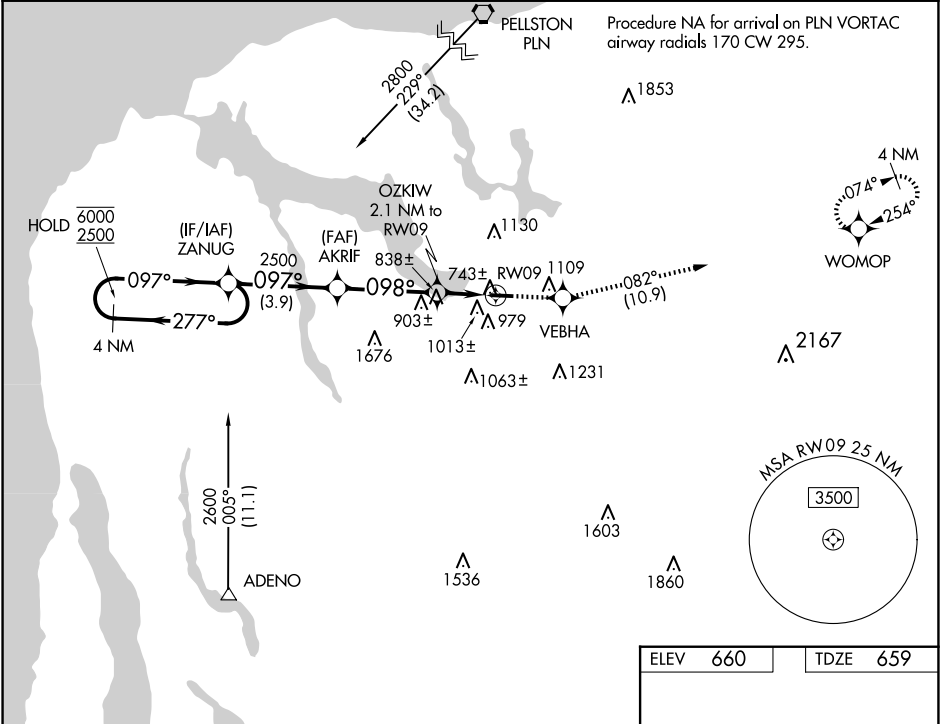 PELLSTON
PLN
Procedure NA for arrival on PLN VORTAC
airway radials 170 CW 295.
2800
229°
(34.2)
1853
4 NM
074°
254°
WOMOP
OZKIW
2.1 NM to
RW09
HOLD 6000
2500
(IF/IAF)
ZANUG
(FAF)
AKRIF
1130
2500
097°
097°
(3.9)
098°
838±
743±
RW09
1109
082°
(10.9)
277°
4 NM
903±
1013±
979
VEBHA
1676
1063±
1231
2167
MSA RW09 25 NM
3500
2600
005°
(11.1)
ADENO
1603
1536
1860
ELEV 660
TDZE 659